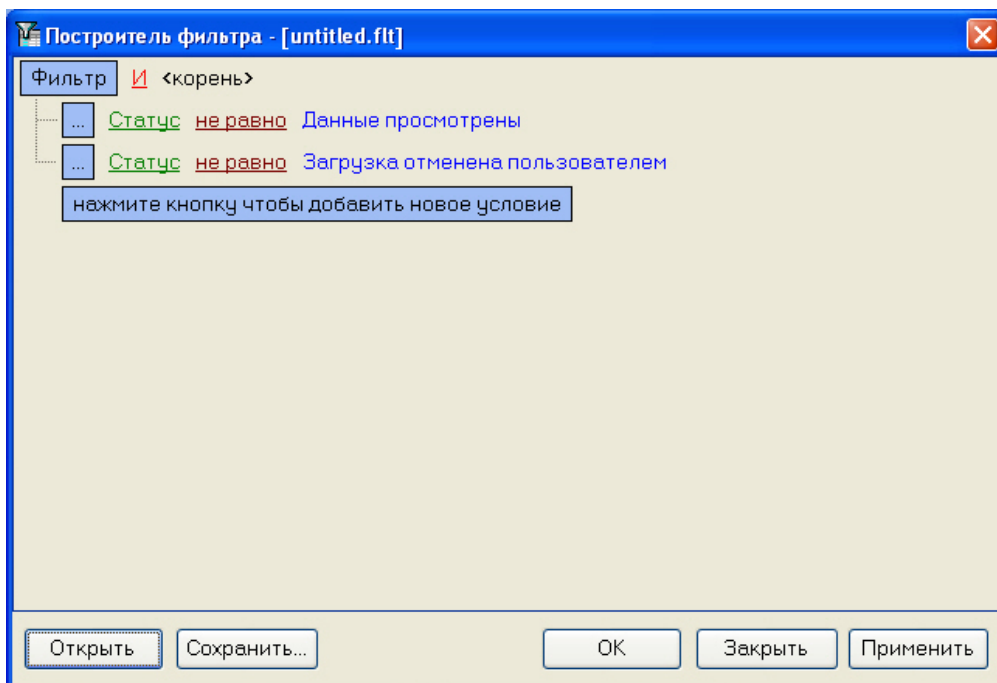 Построитель фильтра - [untitled.flt]
Фильтр И <корень>
... Статус не равно Данные просмотрены
... Статус не равно Загрузка отменена пользователем
нажмите кнопку чтобы добавить новое условие
Открыть Сохранить... OK Закрыть Применить